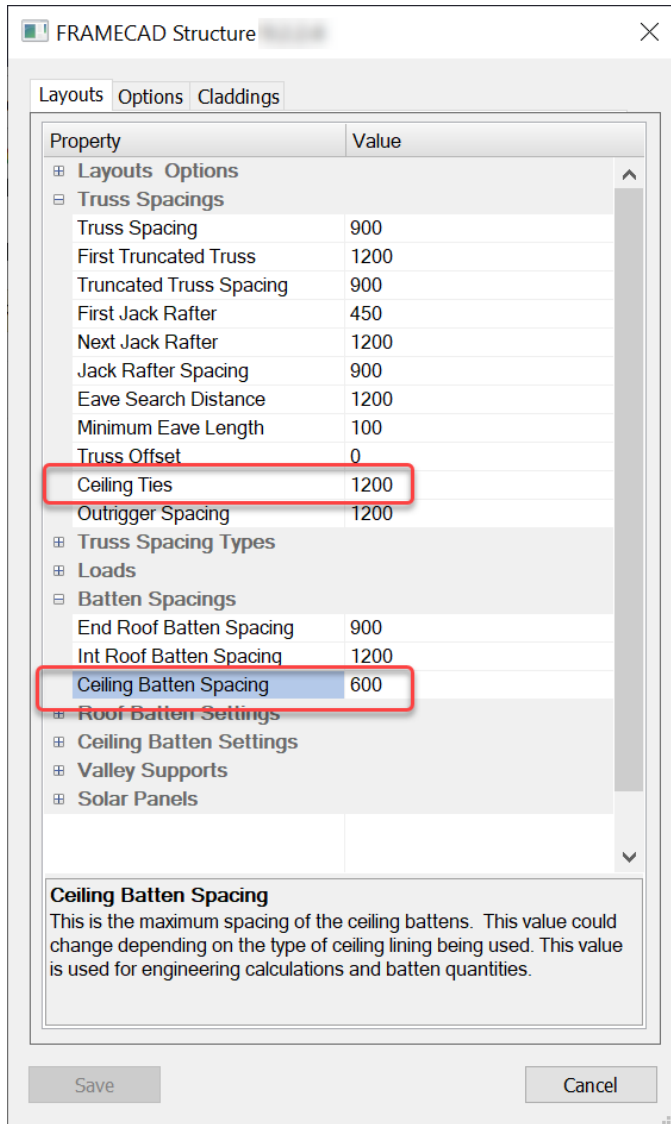 FRAMECAD Structure
Layouts Options Claddings
Property Value
Layouts Options
Truss Spacings
Truss Spacing 900
First Truncated Truss 1200
Truncated Truss Spacing 900
First Jack Rafter 450
Next Jack Rafter 1200
Jack Rafter Spacing 900
Eave Search Distance 1200
Minimum Eave Length 100
Truss Offset 0
Ceiling Ties 1200
Outrigger Spacing 1200
Truss Spacing Types
Loads
Batten Spacings
End Roof Batten Spacing 900
Int Roof Batten Spacing 1200
Ceiling Batten Spacing 600
Roof Batten Settings
Ceiling Batten Settings
Valley Supports
Solar Panels
Ceiling Batten Spacing
This is the maximum spacing of the ceiling battens. This value could
change depending on the type of ceiling lining being used. This value
is used for engineering calculations and batten quantities.
Save Cancel